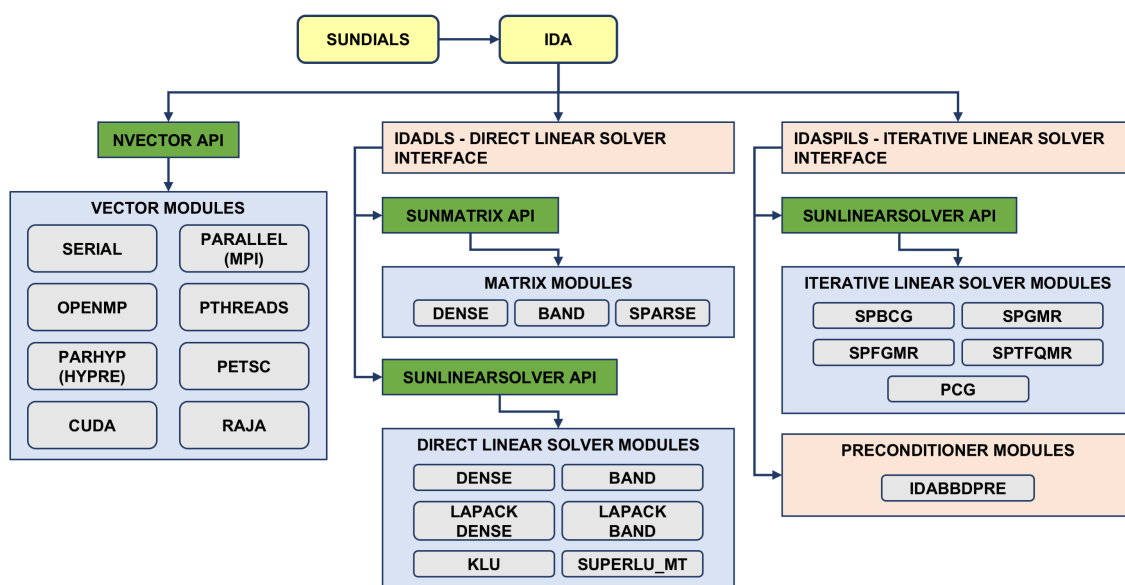 SUNDIALS
IDA
NVECTOR API
VECTOR MODULES
SERIAL
PARALLEL
(MPI)
OPENMP
PTHREADS
PARHYP
(HYPRE)
PETSC
CUDA
RAJA
IDADLS - DIRECT LINEAR SOLVER
INTERFACE
SUNMATRIX API
MATRIX MODULES
DENSE
BAND
SPARSE
SUNLINEARSOLVER API
DIRECT LINEAR SOLVER MODULES
DENSE
BAND
LAPACK
DENSE
LAPACK
BAND
KLU
SUPERLU_MT
IDASPILS - ITERATIVE LINEAR SOLVER
INTERFACE
SUNLINEARSOLVER API
ITERATIVE LINEAR SOLVER MODULES
SPBCG
SPGMR
SPFGMR
SPTFQMR
PCG
PRECONDITIONER MODULES
IDABBDPRE